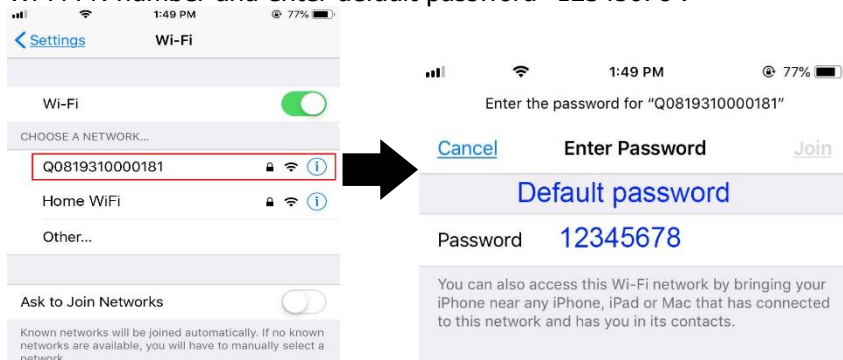 1:49 PM
77%
Settings
Wi-Fi
Wi-Fi
CHOOSE A NETWORK...
Q0819310000181
Home WiFi
Other...
Ask to Join Networks
Known networks will be joined automatically. If no known
networks are available, you will have to manually select a
network.
1:49 PM
77%
Enter the password for “Q0819310000181”
Cancel
Enter Password
Join
Default password
Password
12345678
You can also access this Wi-Fi network by bringing your
iPhone near any iPhone, iPad or Mac that has connected
to this network and has you in its contacts.